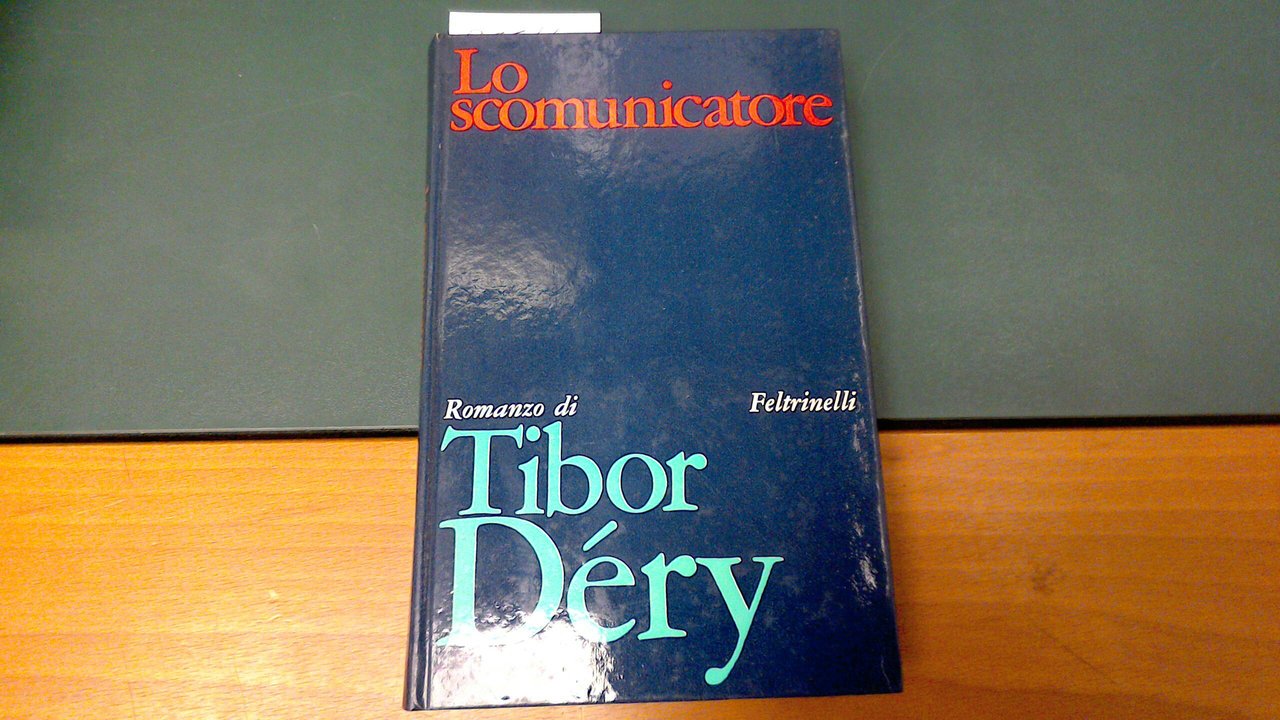 Lo
scomunicatore
Romanzo di
Feltrinelli
Tibor
Déry